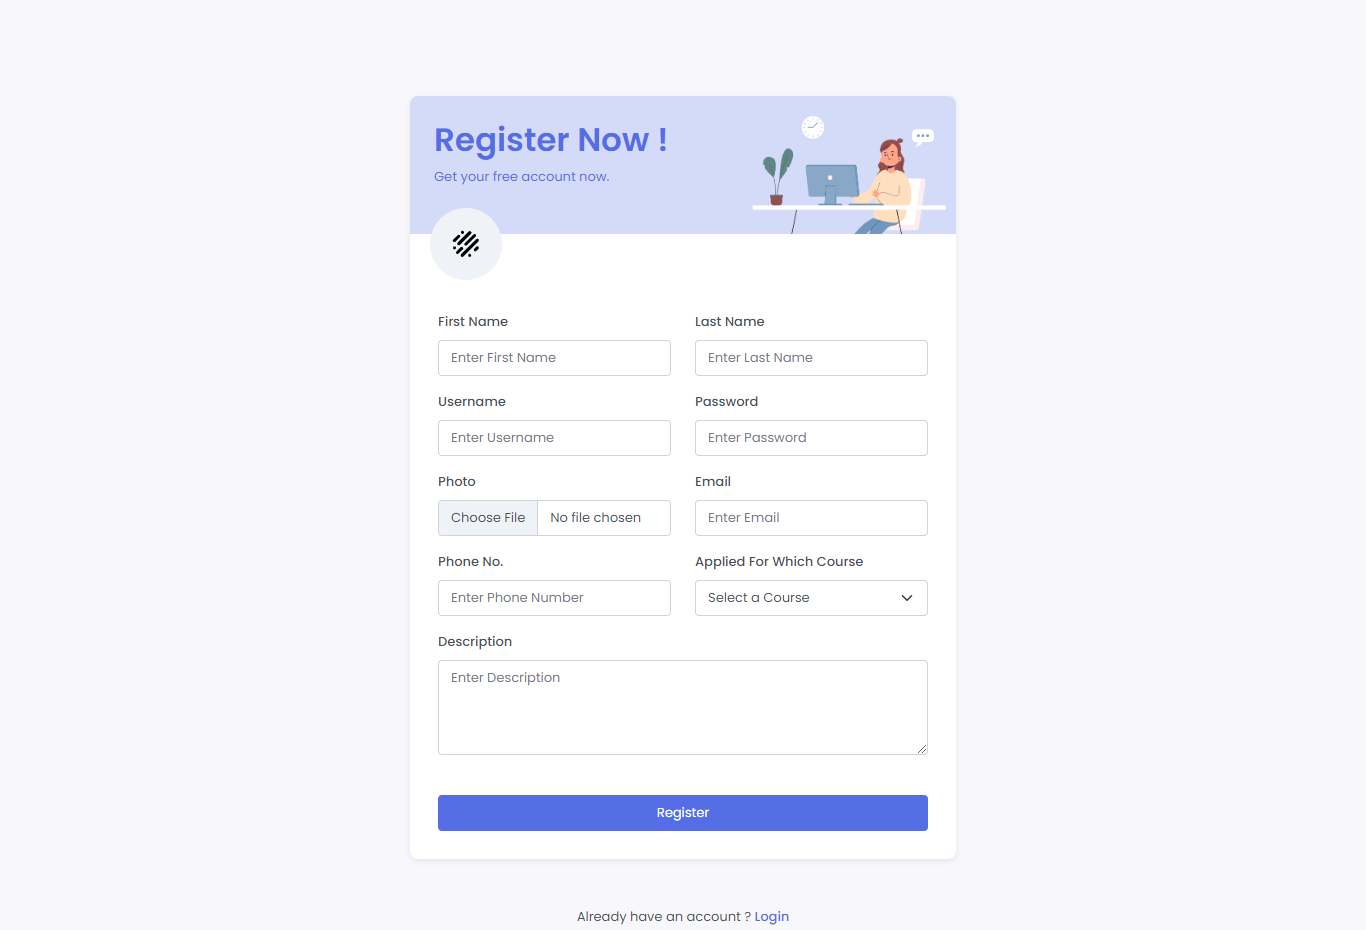 Register Now !
Get your free account now.
First Name
Last Name
Enter First Name
Enter Last Name
Username
Password
Enter Username
Enter Password
Photo
Email
Choose File No file chosen
Enter Email
Phone No.
Applied For Which Course
Enter Phone Number
Select a Course
Description
Enter Description
Register
Already have an account ? Login